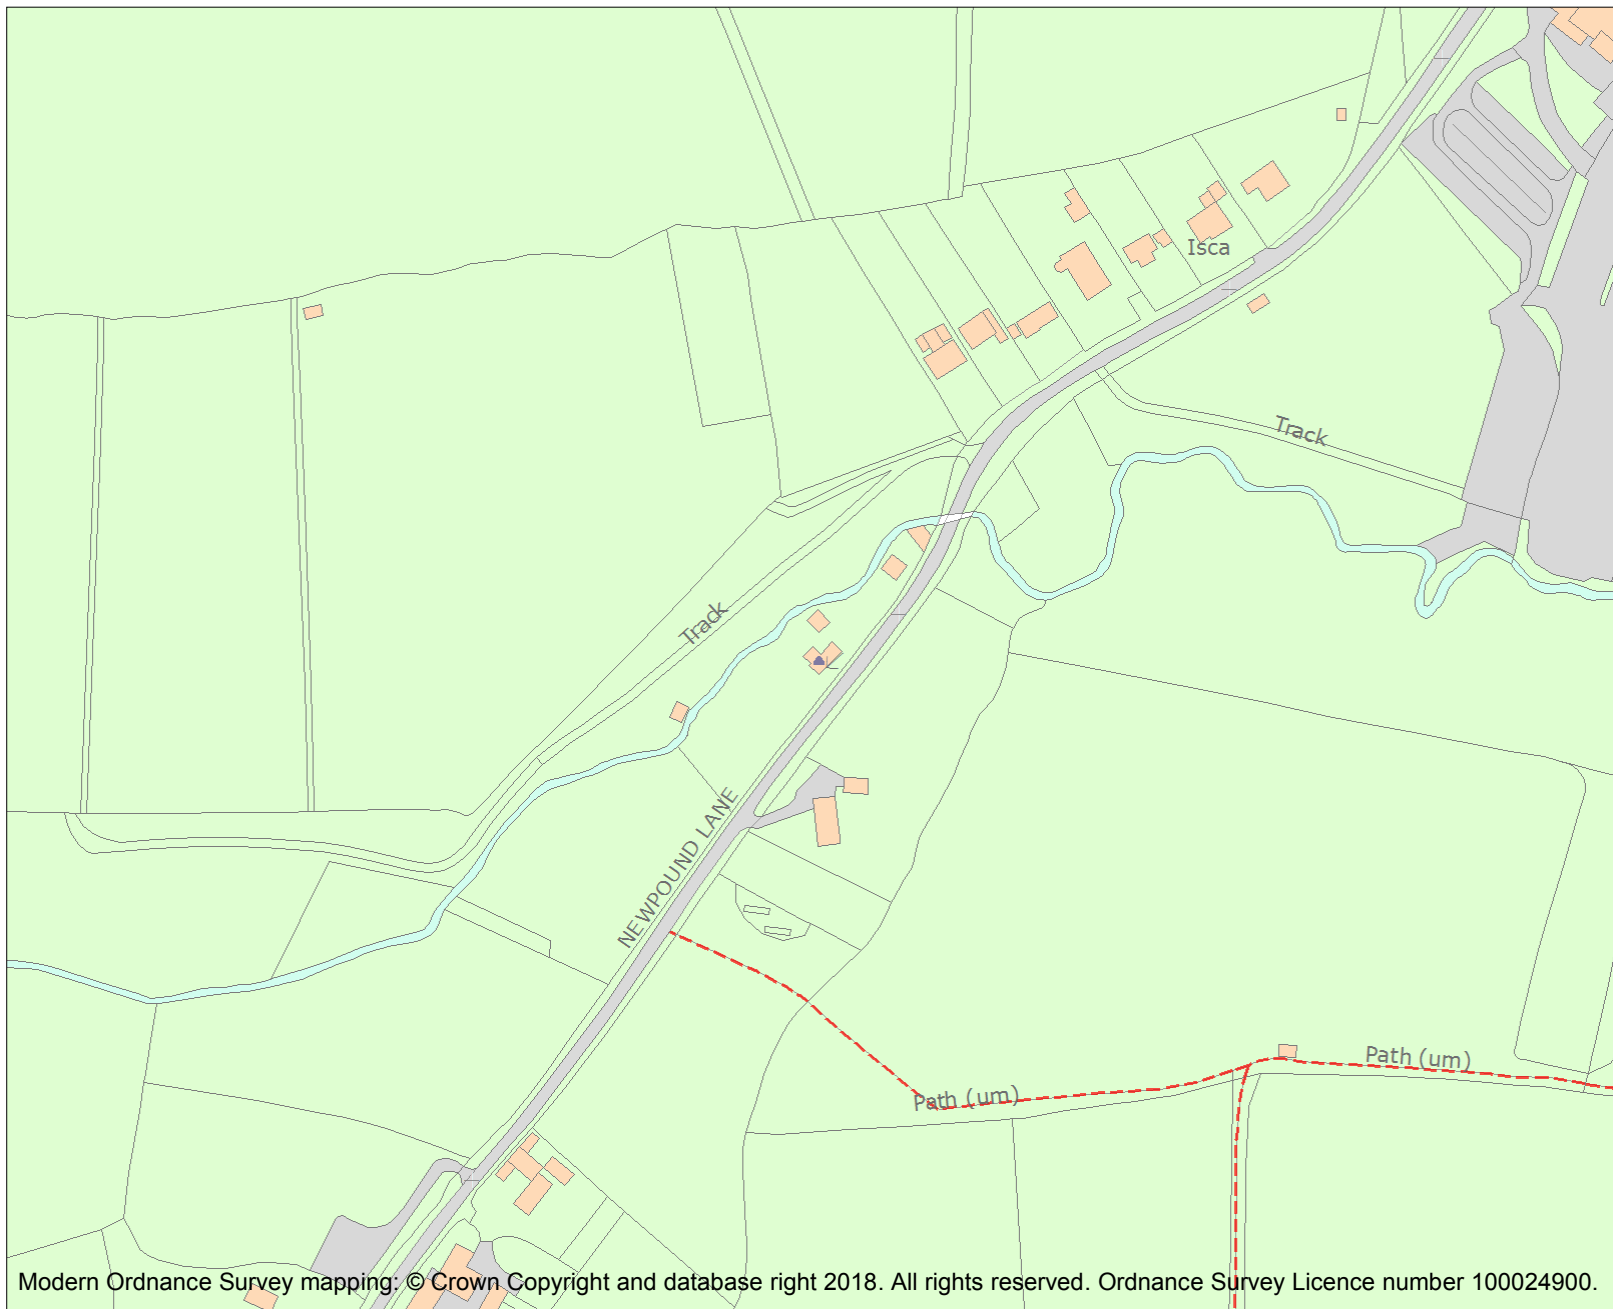 Isca
Track
Track
NEWPOUND LANE
Path (um)
Path (um)
Modern Ordnance Survey mapping: © Crown Copyright and database right 2018. All rights reserved. Ordnance Survey Licence number 100024900.